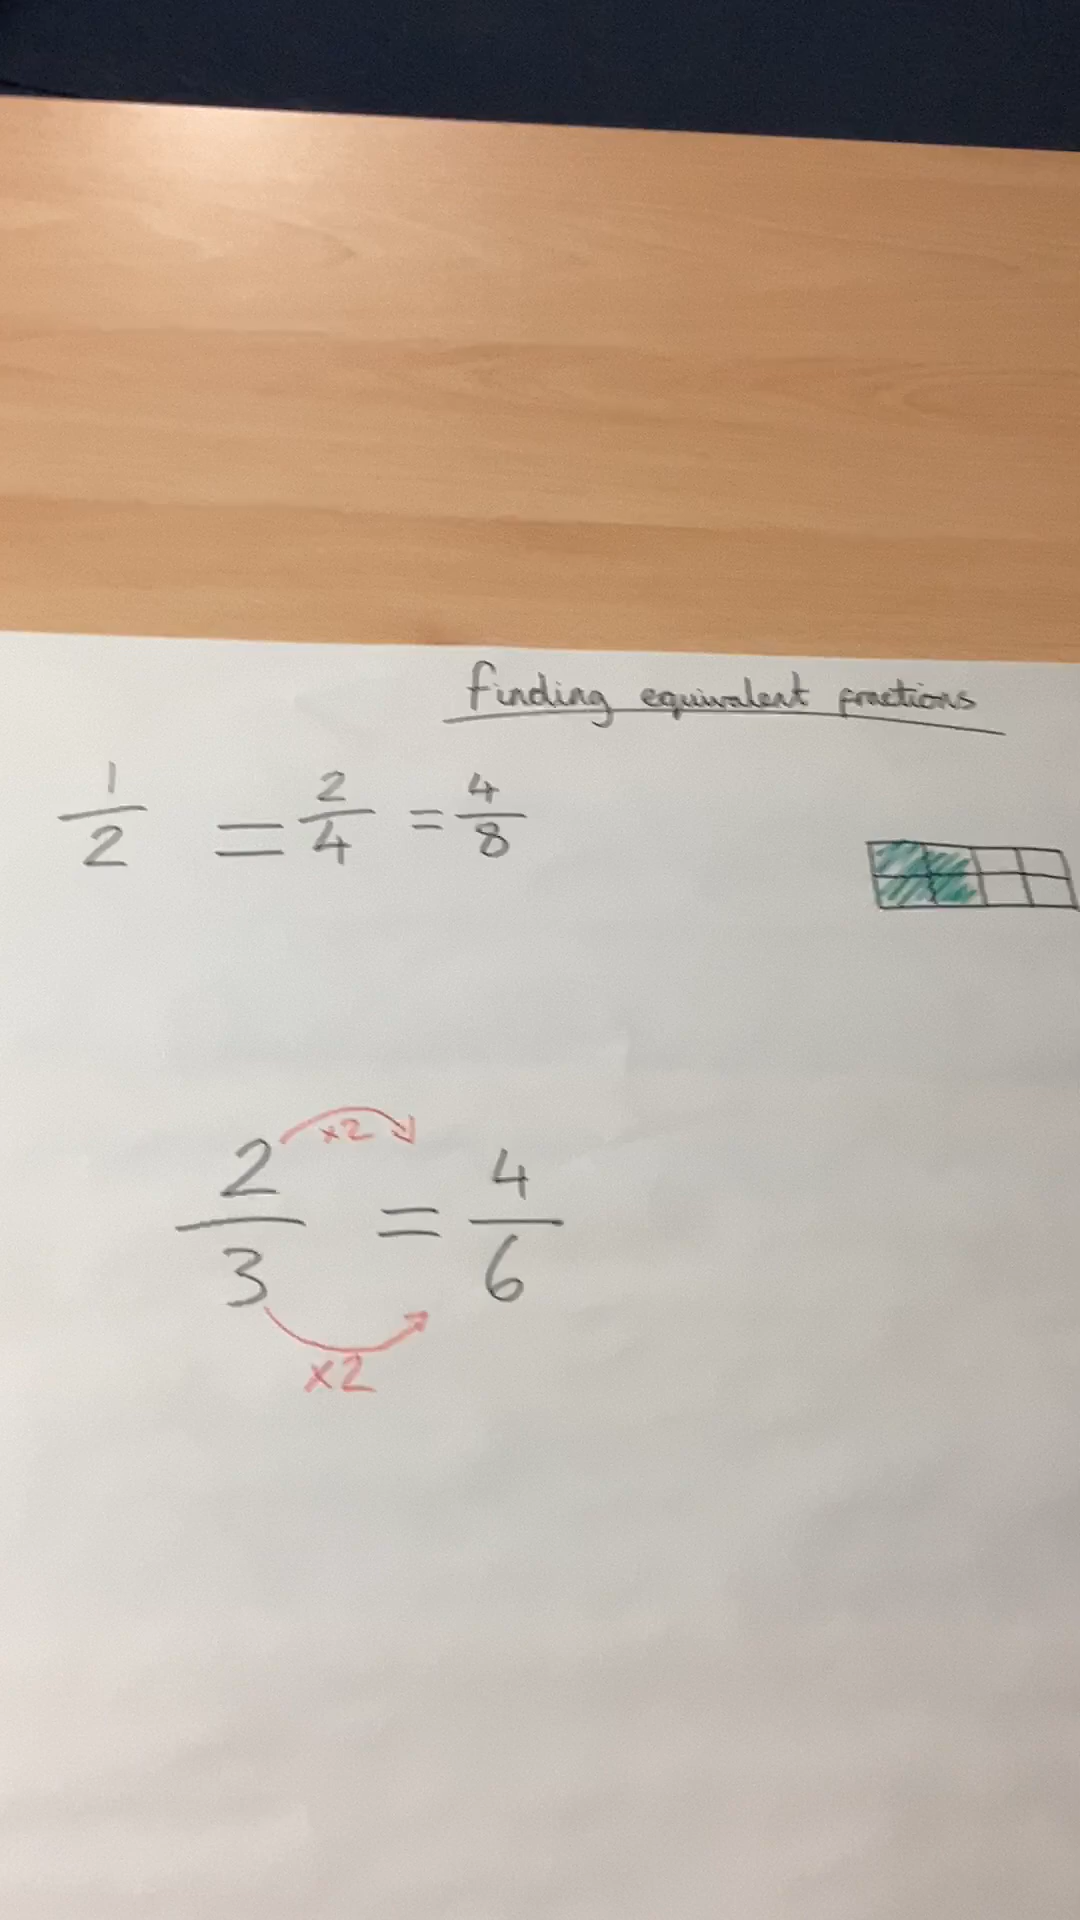 Finding equivalent fractions
1/2 = 2/4 = 4/8
×2
2/3 = 4/6
×2